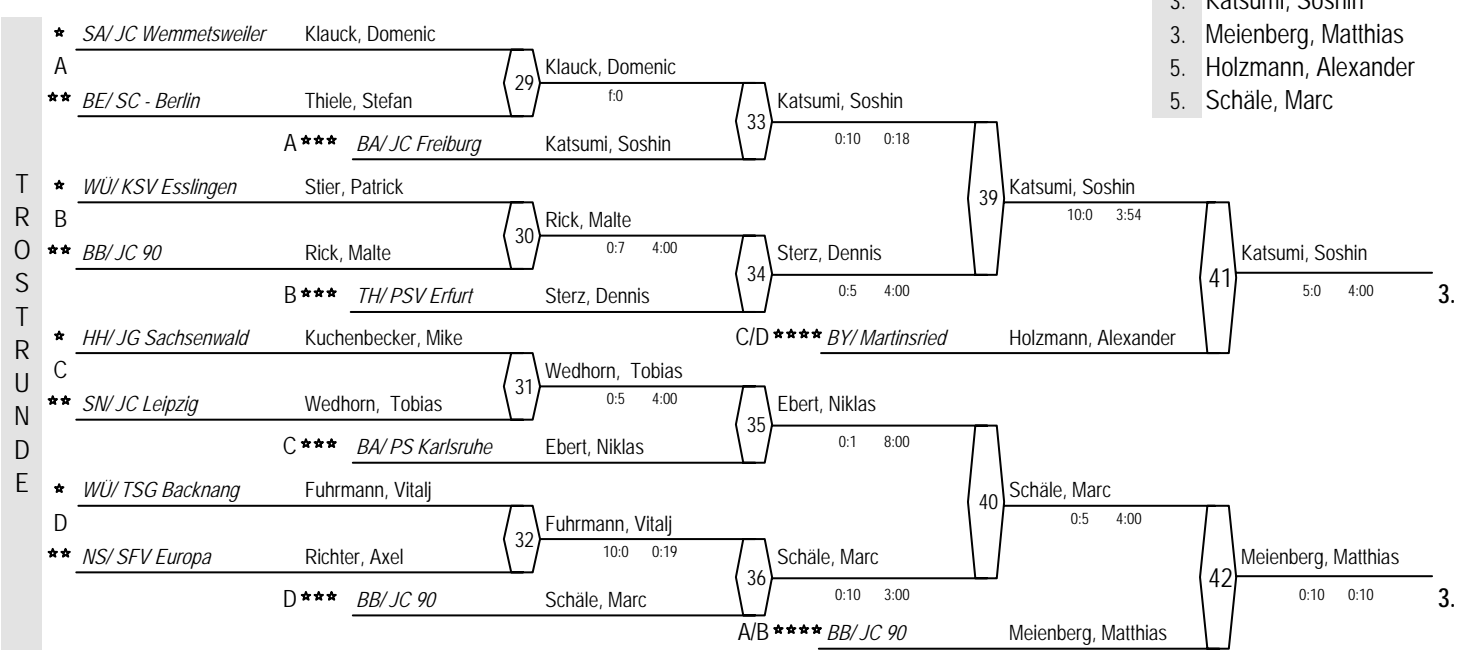 3. Katsumi, Soshin
3. Meienberg, Matthias
5. Holzmann, Alexander
5. Schäle, Marc
TROSTRUNDE
* SA/ JC Wemmetsweiler Klauck, Domenic
A
29 Klauck, Domenic
f:0
** BE/ SC - Berlin Thiele, Stefan
33 Katsumi, Soshin
0:10 0:18
A *** BA/ JC Freiburg Katsumi, Soshin
* WÜ/ KSV Esslingen Stier, Patrick
39 Katsumi, Soshin
10:0 3:54
B
30 Rick, Malte
0:7 4:00
** BB/ JC 90 Rick, Malte
34 Sterz, Dennis
0:5 4:00
41 Katsumi, Soshin
5:0 4:00 3.
B *** TH/ PSV Erfurt Sterz, Dennis
* HH/ JG Sachsenwald Kuchenbecker, Mike
C/D **** BY/ Martinsried Holzmann, Alexander
C
31 Wedhorn, Tobias
0:5 4:00
** SN/ JC Leipzig Wedhorn, Tobias
35 Ebert, Niklas
0:1 8:00
C *** BA/ PS Karlsruhe Ebert, Niklas
* WÜ/ TSG Backnang Fuhrmann, Vitalj
40 Schäle, Marc
0:5 4:00
D
32 Fuhrmann, Vitalj
10:0 0:19
** NS/ SFV Europa Richter, Axel
36 Schäle, Marc
0:10 3:00
42 Meienberg, Matthias
0:10 0:10 3.
D *** BB/ JC 90 Schäle, Marc
A/B **** BB/ JC 90 Meienberg, Matthias